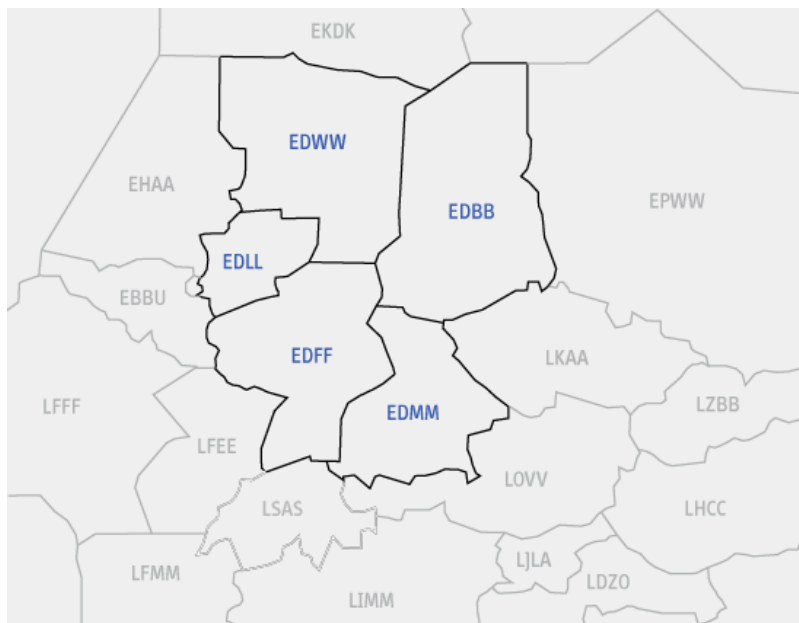 EKDK
EDWW
EHAA
EDBB
EPWW
EDLL
EBBU
EDFF
LKAA
LFFF
EDMM
LZBB
LFEE
LOVV
LSAS
LHCC
LJLA
LFMM
LDZO
LIMM